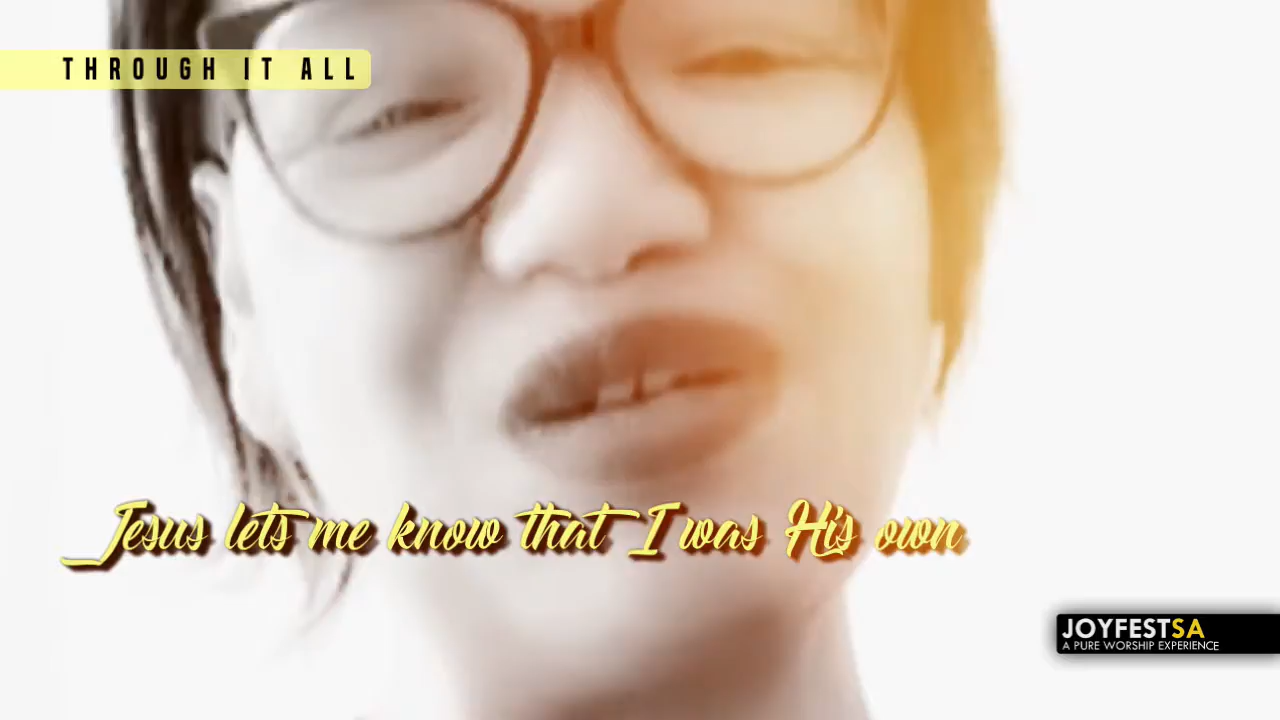 THROUGH IT ALL
Jesus lets me know that I was His own
JOYFESTSA
A PURE WORSHIP EXPERIENCE